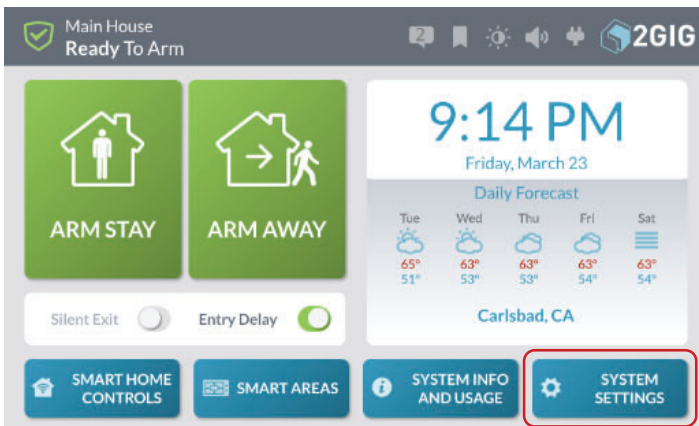 Main House
Ready To Arm
2
2GIG
ARM STAY
ARM AWAY
9:14 PM
Friday, March 23
Daily Forecast
Tue Wed Thu Fri Sat
65° 63° 63° 63° 63°
51° 53° 53° 54° 54°
Carlsbad, CA
Silent Exit
Entry Delay
SMART HOME
CONTROLS
SMART AREAS
SYSTEM INFO
AND USAGE
SYSTEM
SETTINGS